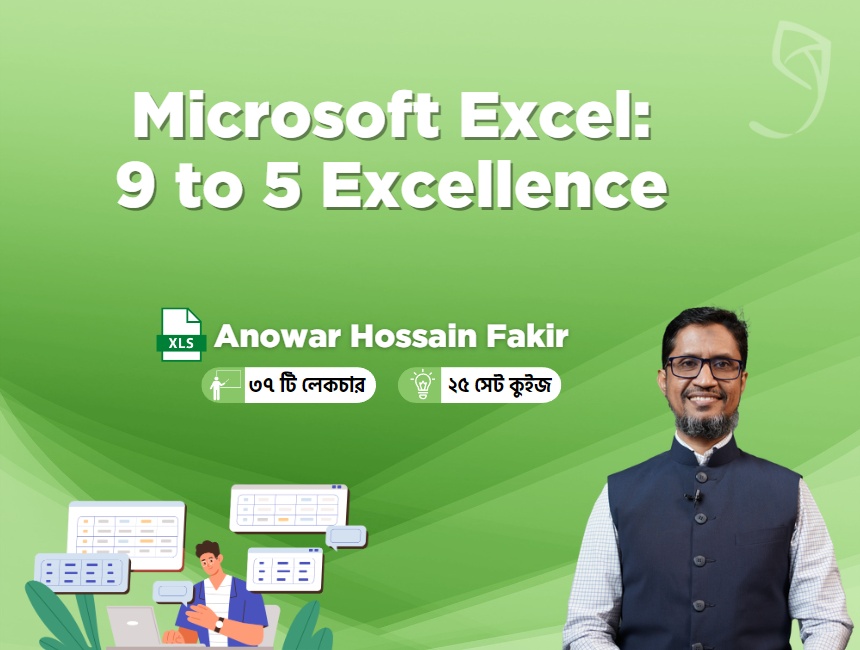 Microsoft Excel:
9 to 5 Excellence
XLS
Anowar Hossain Fakir
৩৭ টি লেকচার
২৫ সেট কুইজ